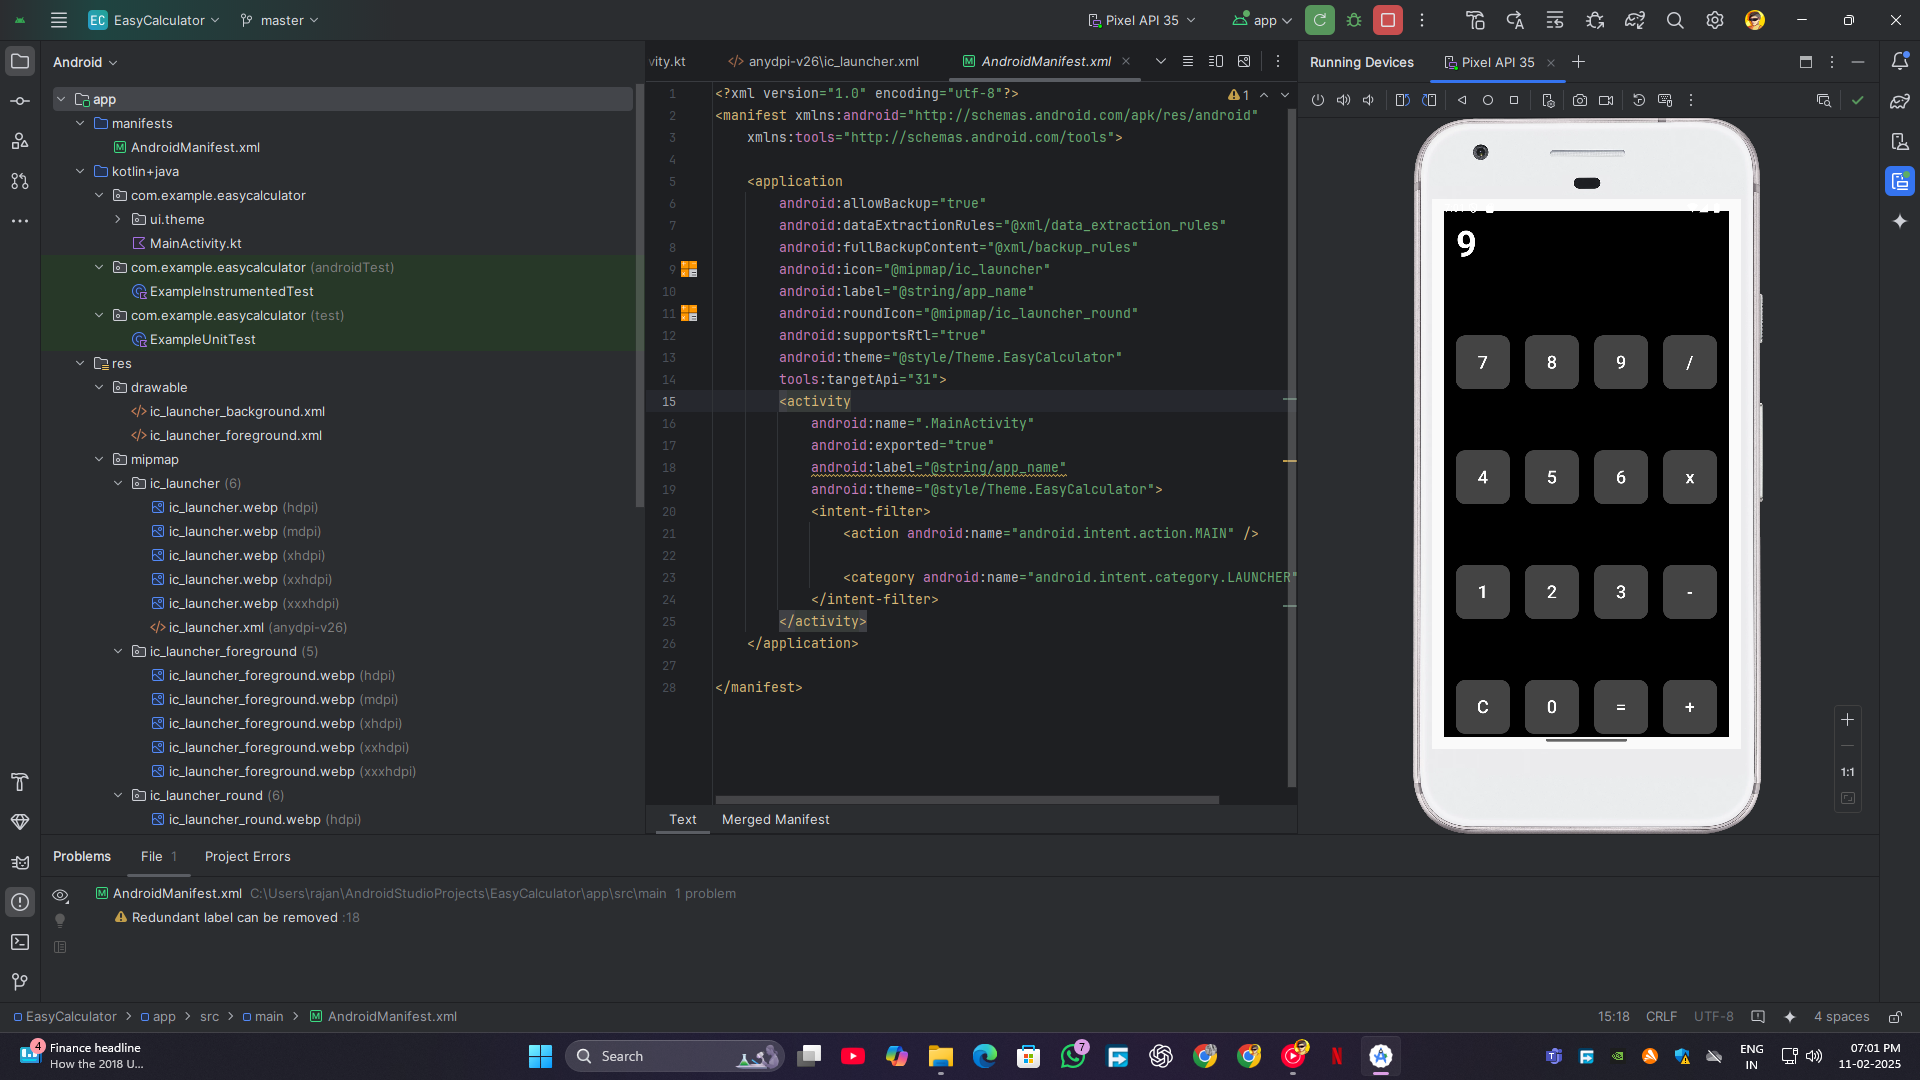 EC EasyCalculator master Pixel API 35 app
Android
app
manifests
AndroidManifest.xml
kotlin+java
com.example.easycalculator
ui.theme
MainActivity.kt
com.example.easycalculator (androidTest)
ExampleInstrumentedTest
com.example.easycalculator (test)
ExampleUnitTest
res
drawable
ic_launcher_background.xml
ic_launcher_foreground.xml
mipmap
ic_launcher (6)
ic_launcher.webp (hdpi)
ic_launcher.webp (mdpi)
ic_launcher.webp (xhdpi)
ic_launcher.webp (xxhdpi)
ic_launcher.webp (xxxhdpi)
ic_launcher.xml (anydpi-v26)
ic_launcher_foreground (5)
ic_launcher_foreground.webp (hdpi)
ic_launcher_foreground.webp (mdpi)
ic_launcher_foreground.webp (xhdpi)
ic_launcher_foreground.webp (xxhdpi)
ic_launcher_foreground.webp (xxxhdpi)
ic_launcher_round (6)
ic_launcher_round.webp (hdpi)
vity.kt anydpi-v26\ic_launcher.xml AndroidManifest.xml
1 <?xml version="1.0" encoding="utf-8"?> 1
2 <manifest xmlns:android="http://schemas.android.com/apk/res/android"
3 xmlns:tools="http://schemas.android.com/tools">
4
5 <application
6 android:allowBackup="true"
7 android:dataExtractionRules="@xml/data_extraction_rules"
8 android:fullBackupContent="@xml/backup_rules"
9 android:icon="@mipmap/ic_launcher"
10 android:label="@string/app_name"
11 android:roundIcon="@mipmap/ic_launcher_round"
12 android:supportsRtl="true"
13 android:theme="@style/Theme.EasyCalculator"
14 tools:targetApi="31">
15 <activity
16 android:name=".MainActivity"
17 android:exported="true"
18 android:label="@string/app_name"
19 android:theme="@style/Theme.EasyCalculator">
20 <intent-filter>
21 <action android:name="android.intent.action.MAIN" />
22
23 <category android:name="android.intent.category.LAUNCHER"
24 </intent-filter>
25 </activity>
26 </application>
27
28 </manifest>
Text Merged Manifest
Running Devices Pixel API 35
9
7 8 9 /
4 5 6 x
1 2 3 -
C 0 = +
1:1
Problems File 1 Project Errors
AndroidManifest.xml C:\Users\rajan\AndroidStudioProjects\EasyCalculator\app\src\main 1 problem
Redundant label can be removed :18
EasyCalculator > app > src > main > AndroidManifest.xml 15:18 CRLF UTF-8 4 spaces
4
Finance headline
How the 2018 U...
Search
7
ENG
IN
07:01 PM
11-02-2025